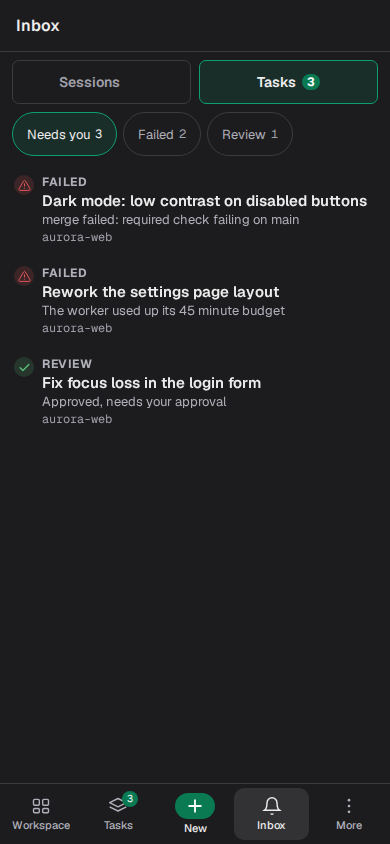 Inbox
Sessions
Tasks 3
Needs you 3
Failed 2
Review 1
FAILED
Dark mode: low contrast on disabled buttons
merge failed: required check failing on main
aurora-web
FAILED
Rework the settings page layout
The worker used up its 45 minute budget
aurora-web
REVIEW
Fix focus loss in the login form
Approved, needs your approval
aurora-web
3
Workspace
Tasks
New
Inbox
More